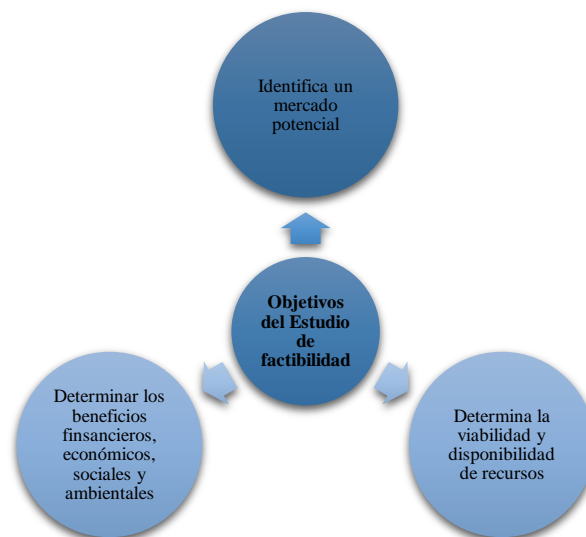 Identifica un
mercado
potencial
Objetivos
del Estudio
de
factibilidad
Determinar los
beneficios
finsancieros,
económicos,
sociales y
ambientales
Determina la
viabilidad y
disponibilidad
de recursos